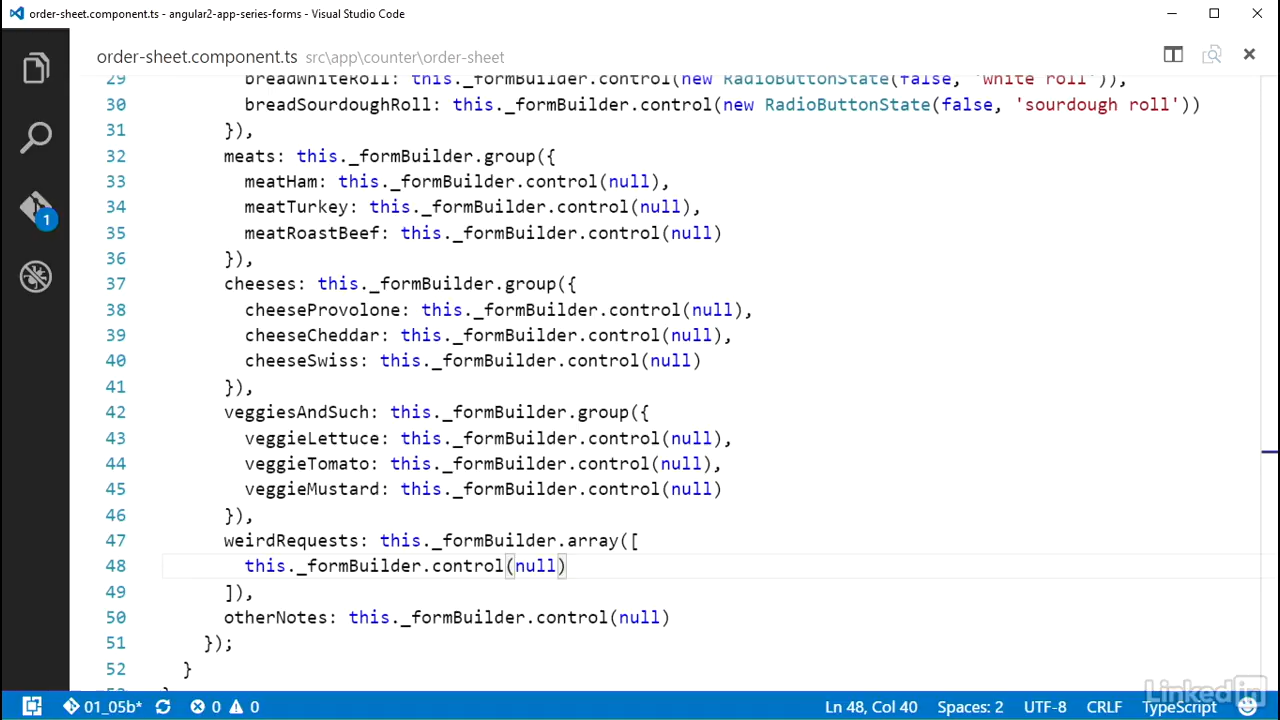 order-sheet.component.ts - angular2-app-series-forms - Visual Studio Code
order-sheet.component.ts src\app\counter\order-sheet
29 breadWhiteRoll: this._formBuilder.control(new RadioButtonState(false, 'white roll')),
30 breadSourdoughRoll: this._formBuilder.control(new RadioButtonState(false, 'sourdough roll'))
31 }),
32 meats: this._formBuilder.group({
33 meatHam: this._formBuilder.control(null),
34 meatTurkey: this._formBuilder.control(null),
35 meatRoastBeef: this._formBuilder.control(null)
36 }),
37 cheeses: this._formBuilder.group({
38 cheeseProvolone: this._formBuilder.control(null),
39 cheeseCheddar: this._formBuilder.control(null),
40 cheeseSwiss: this._formBuilder.control(null)
41 }),
42 veggiesAndSuch: this._formBuilder.group({
43 veggieLettuce: this._formBuilder.control(null),
44 veggieTomato: this._formBuilder.control(null),
45 veggieMustard: this._formBuilder.control(null)
46 }),
47 weirdRequests: this._formBuilder.array([
48 this._formBuilder.control(null)
49 ]),
50 otherNotes: this._formBuilder.control(null)
51 });
52 }
1
LinkedIn
01_05b* 0 0 Ln 48, Col 40 Spaces: 2 UTF-8 CRLF TypeScript